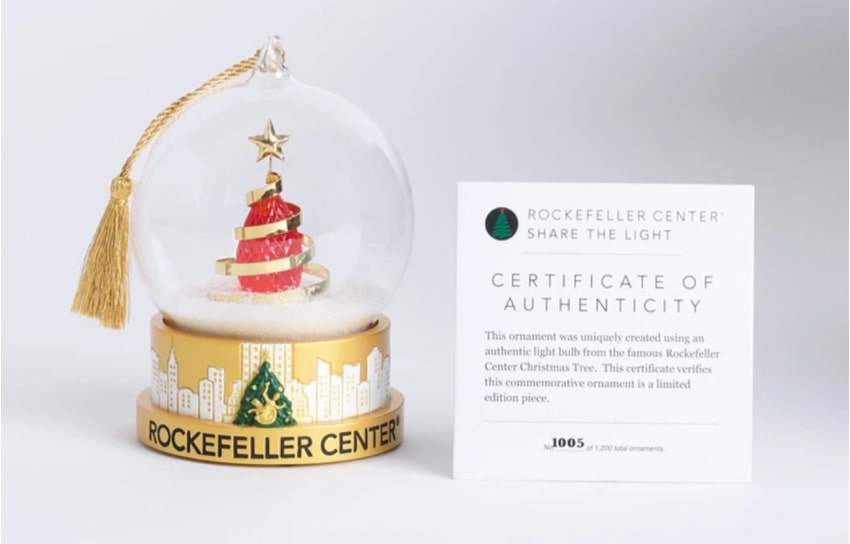 ROCKEFELLER CENTER®
ROCKEFELLER CENTER®
SHARE THE LIGHT
CERTIFICATE OF
AUTHENTICITY
This ornament was uniquely created using an
authentic light bulb from the famous Rockefeller
Center Christmas Tree. This certificate verifies
this commemorative ornament is a limited
edition piece.
No 1005 of 1,200 total ornaments.